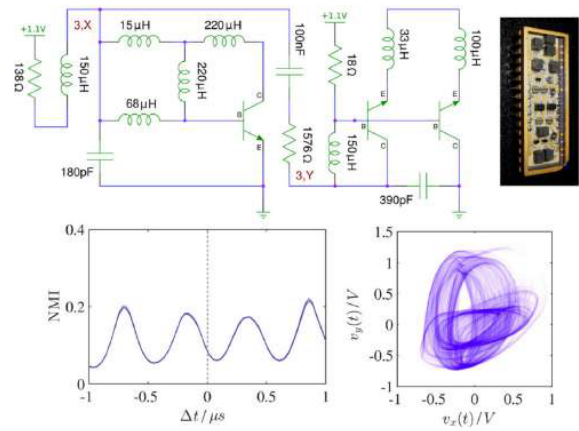 +1.1V
3,X
15μH
220μH
138Ω
150μH
220μH
68μH
180pF
C
B
E
100nF
1576Ω
3,Y
+1.1V
18Ω
33μH
100μH
150μH
E
B
C
E
B
C
390pF
0.4
0.2
0
NMI
-1
-0.5
0
0.5
1
Δt/μs
1.5
1
0.5
0
-0.5
-1
v_y(t)/V
-1
-0.5
0
0.5
1
v_x(t)/V